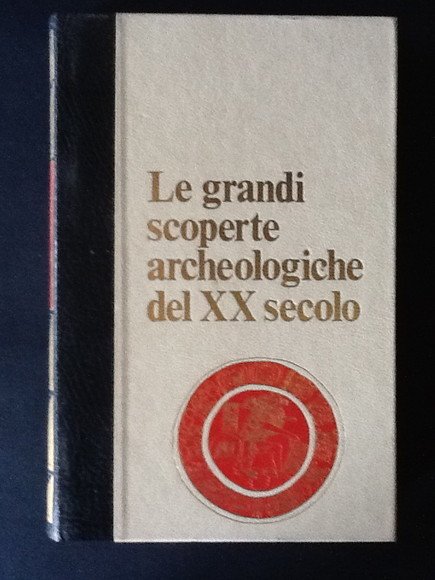 Le grandi
scoperte
archeologiche
del XX secolo